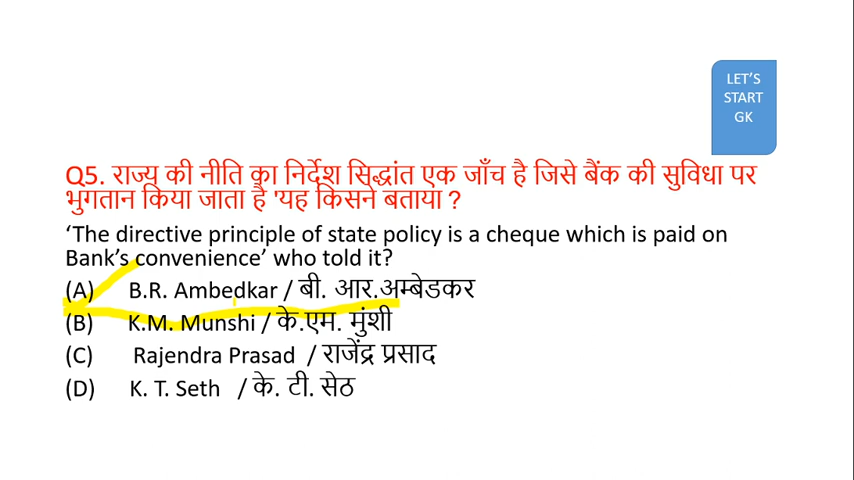 LET'S
START
GK
Q5. राज्य की नीति का निर्देश सिद्धांत एक जाँच है जिसे बैंक की सुविधा पर
भुगतान किया जाता है 'यह किसने बताया ?
‘The directive principle of state policy is a cheque which is paid on
Bank's convenience’ who told it?
(A) B.R. Ambedkar / बी. आर.अम्बेडकर
(B) K.M. Munshi / के.एम. मुंशी
(C) Rajendra Prasad / राजेंद्र प्रसाद
(D) K. T. Seth / के. टी. सेठ